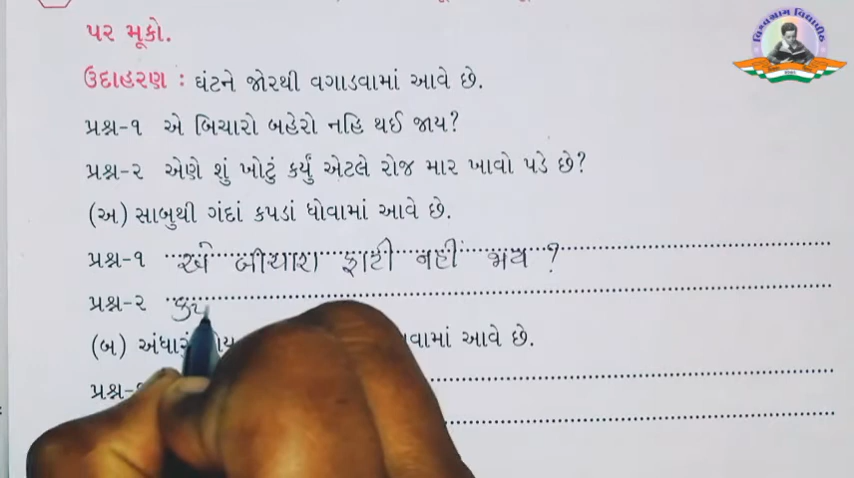 પર મૂકો.
વિશ્વગ્રામ વિદ્યાપીઠ
ઉદાહરણ : ઘંટને જોરથી વગાડવામાં આવે છે.
પ્રશ્ન-૧ એ બિચારો બહેરો નહિ થઈ જાય?
પ્રશ્ન-૨ એણે શું ખોટું કર્યું એટલે રોજ માર ખાવો પડે છે?
(અ) સાબુથી ગંદાં કપડાં ધોવામાં આવે છે.
પ્રશ્ન-૧ એ બીચારા ફાટી નહીં જાય ?
પ્રશ્ન-૨
(બ) આવે છે.